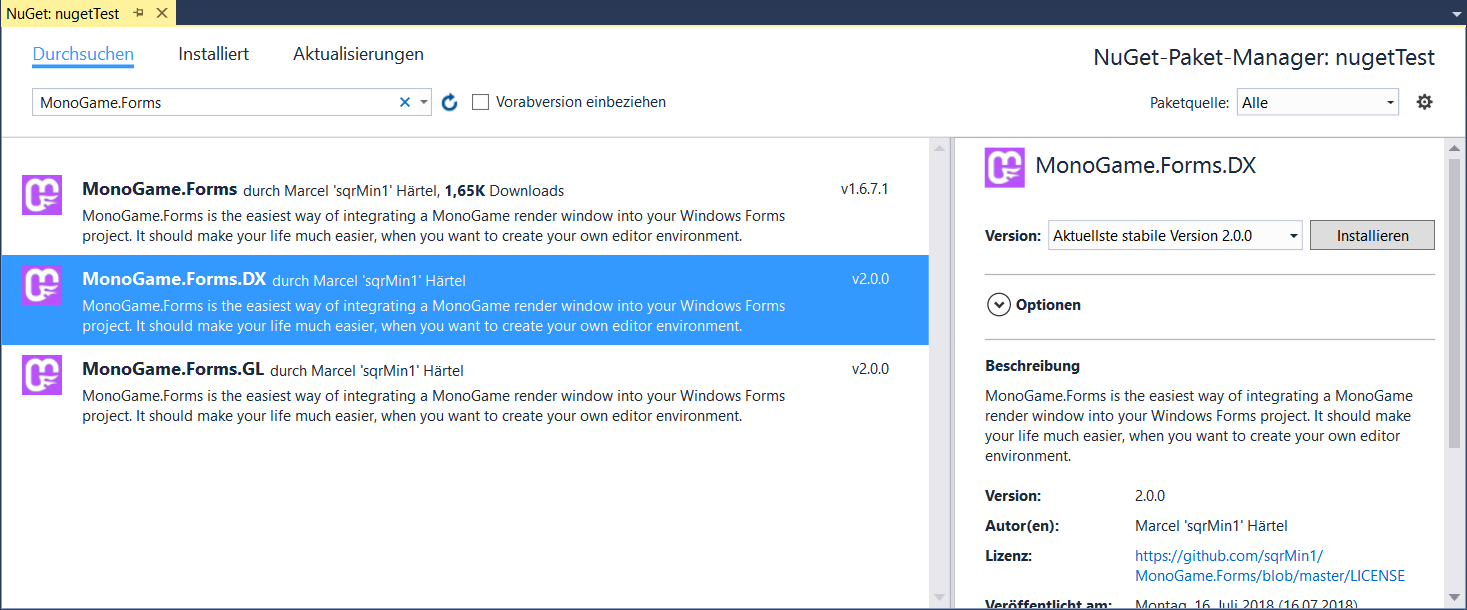 NuGet: nugetTest
Durchsuchen Installiert Aktualisierungen
NuGet-Paket-Manager: nugetTest
MonoGame.Forms
Vorabversion einbeziehen
Paketquelle: Alle
MonoGame.Forms durch Marcel 'sqrMin1' Härtel, 1,65K Downloads v1.6.7.1
MonoGame.Forms is the easiest way of integrating a MonoGame render window into your Windows Forms
project. It should make your life much easier, when you want to create your own editor environment.
MonoGame.Forms.DX durch Marcel 'sqrMin1' Härtel v2.0.0
MonoGame.Forms is the easiest way of integrating a MonoGame render window into your Windows Forms
project. It should make your life much easier, when you want to create your own editor environment.
MonoGame.Forms.GL durch Marcel 'sqrMin1' Härtel v2.0.0
MonoGame.Forms is the easiest way of integrating a MonoGame render window into your Windows Forms
project. It should make your life much easier, when you want to create your own editor environment.
MonoGame.Forms.DX
Version: Aktuellste stabile Version 2.0.0 Installieren
Optionen
Beschreibung
MonoGame.Forms is the easiest way of integrating a MonoGame
render window into your Windows Forms project. It should make
your life much easier, when you want to create your own editor
environment.
Version: 2.0.0
Autor(en): Marcel 'sqrMin1' Härtel
Lizenz: https://github.com/sqrMin1/
MonoGame.Forms/blob/master/LICENSE
Veröffentlicht am: Montag, 16. Juli 2018 (16.07.2018)